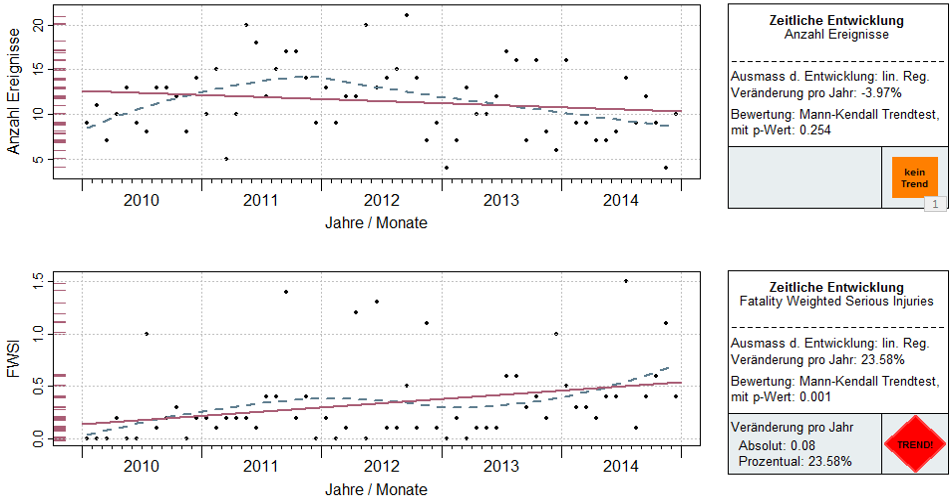 Anzahl Ereignisse
20
15
10
5
2010 2011 2012 2013 2014
Jahre / Monate
Zeitliche Entwicklung
Anzahl Ereignisse
Ausmass d. Entwicklung: lin. Reg.
Veränderung pro Jahr: -3.97%
Bewertung: Mann-Kendall Trendtest,
mit p-Wert: 0.254
kein
Trend
1
FWSI
1.5
1.0
0.5
0.0
2010 2011 2012 2013 2014
Jahre / Monate
Zeitliche Entwicklung
Fatality Weighted Serious Injuries
Ausmass d. Entwicklung: lin. Reg.
Veränderung pro Jahr: 23.58%
Bewertung: Mann-Kendall Trendtest,
mit p-Wert: 0.001
Veränderung pro Jahr
Absolut: 0.08
Prozentual: 23.58%
TREND!